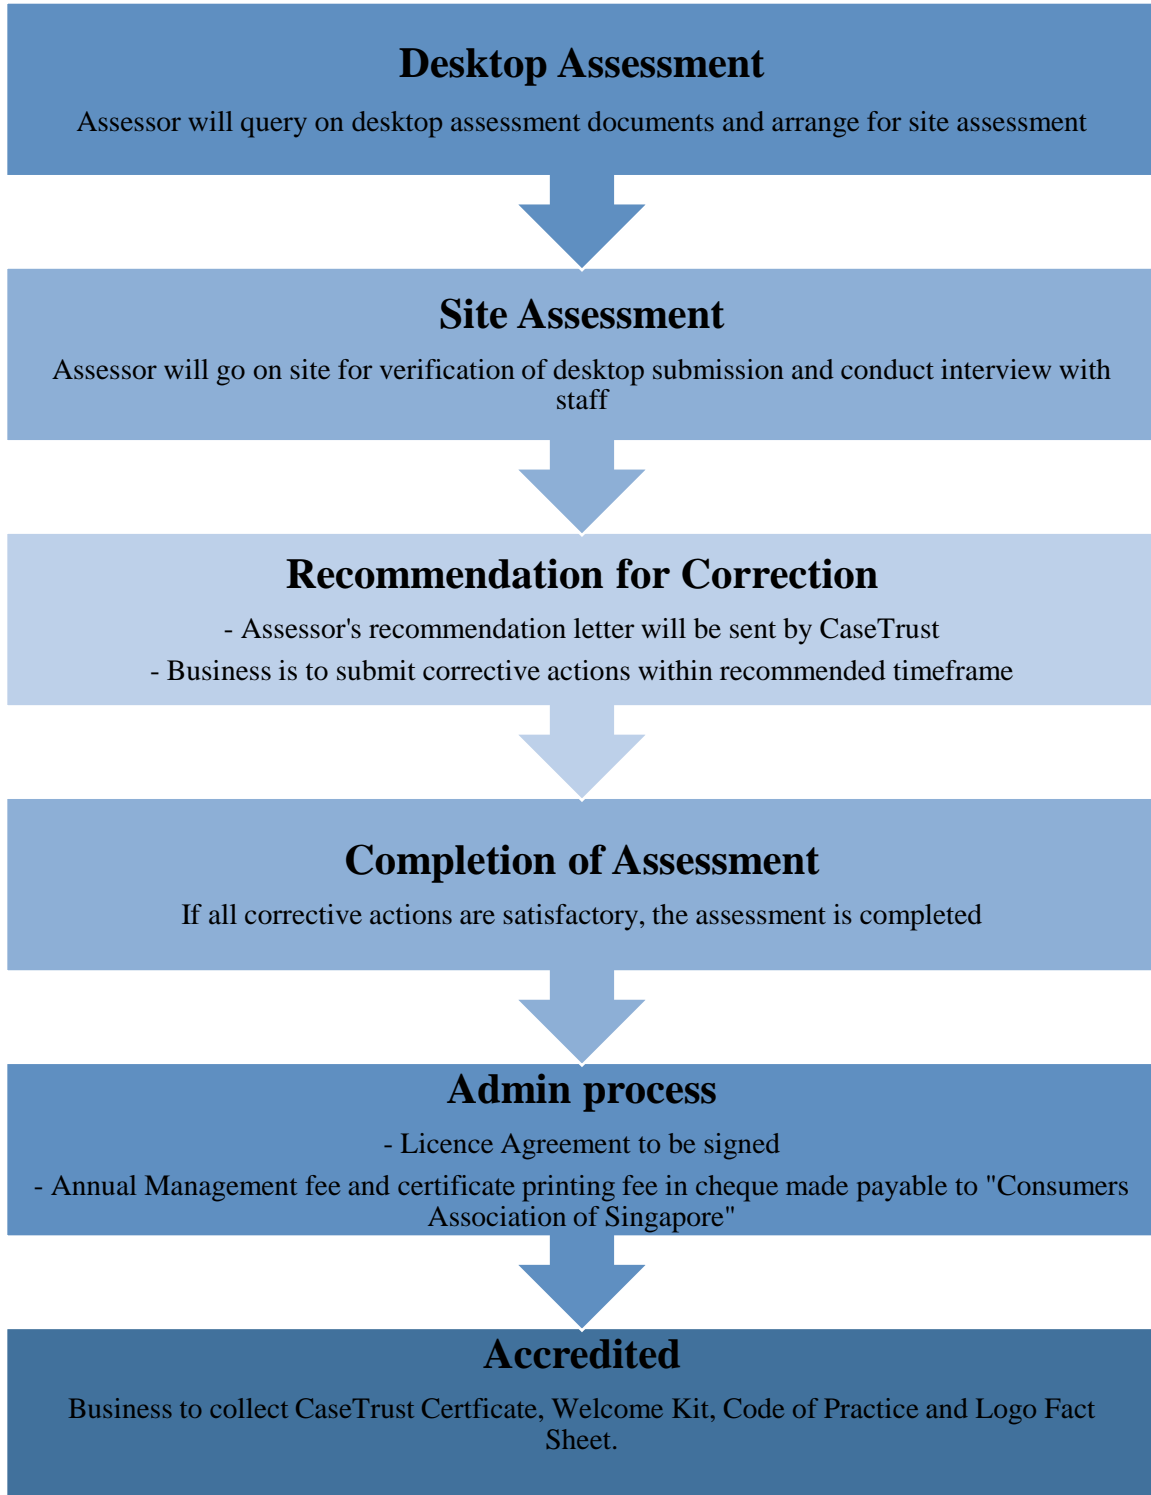 Desktop Assessment
Assessor will query on desktop assessment documents and arrange for site assessment
Site Assessment
Assessor will go on site for verification of desktop submission and conduct interview with
staff
Recommendation for Correction
- Assessor's recommendation letter will be sent by CaseTrust
- Business is to submit corrective actions within recommended timeframe
Completion of Assessment
If all corrective actions are satisfactory, the assessment is completed
Admin process
- Licence Agreement to be signed
- Annual Management fee and certificate printing fee in cheque made payable to "Consumers
Association of Singapore"
Accredited
Business to collect CaseTrust Certficate, Welcome Kit, Code of Practice and Logo Fact
Sheet.